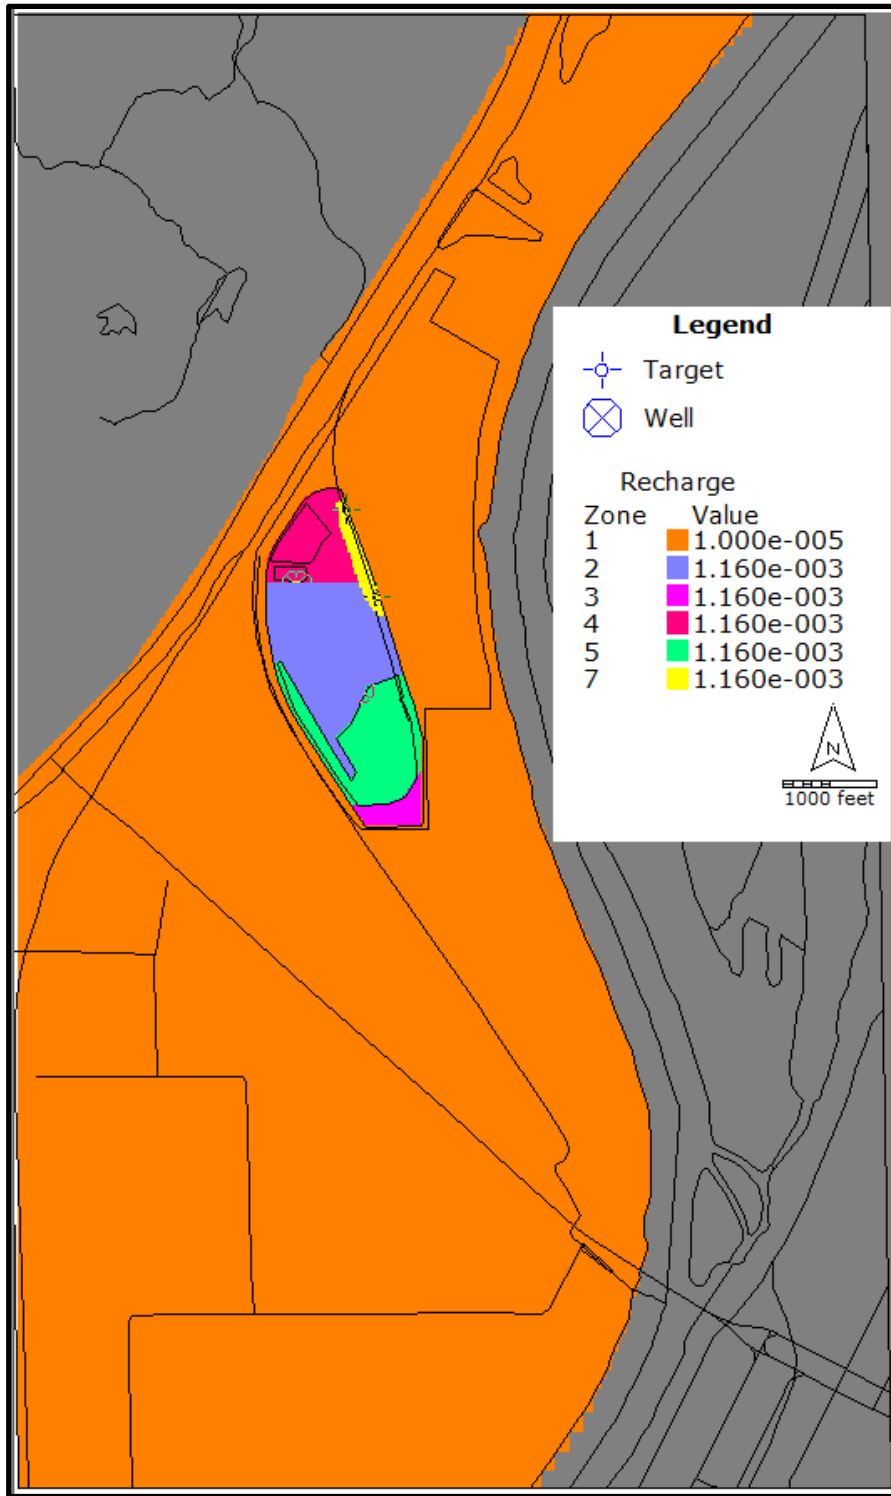 Legend
Target
Well
Recharge
Zone Value
1 1.000e-005
2 1.160e-003
3 1.160e-003
4 1.160e-003
5 1.160e-003
7 1.160e-003
N
1000 feet